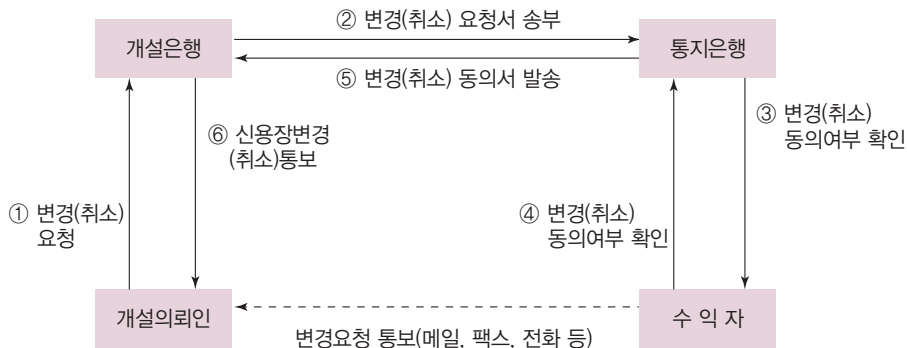 ② 변경(취소) 요청서 송부
개설은행
통지은행
⑤ 변경(취소) 동의서 발송
③ 변경(취소)
동의여부 확인
⑥ 신용장변경
(취소)통보
① 변경(취소)
요청
④ 변경(취소)
동의여부 확인
개설의뢰인
수 익 자
변경요청 통보(메일, 팩스, 전화 등)